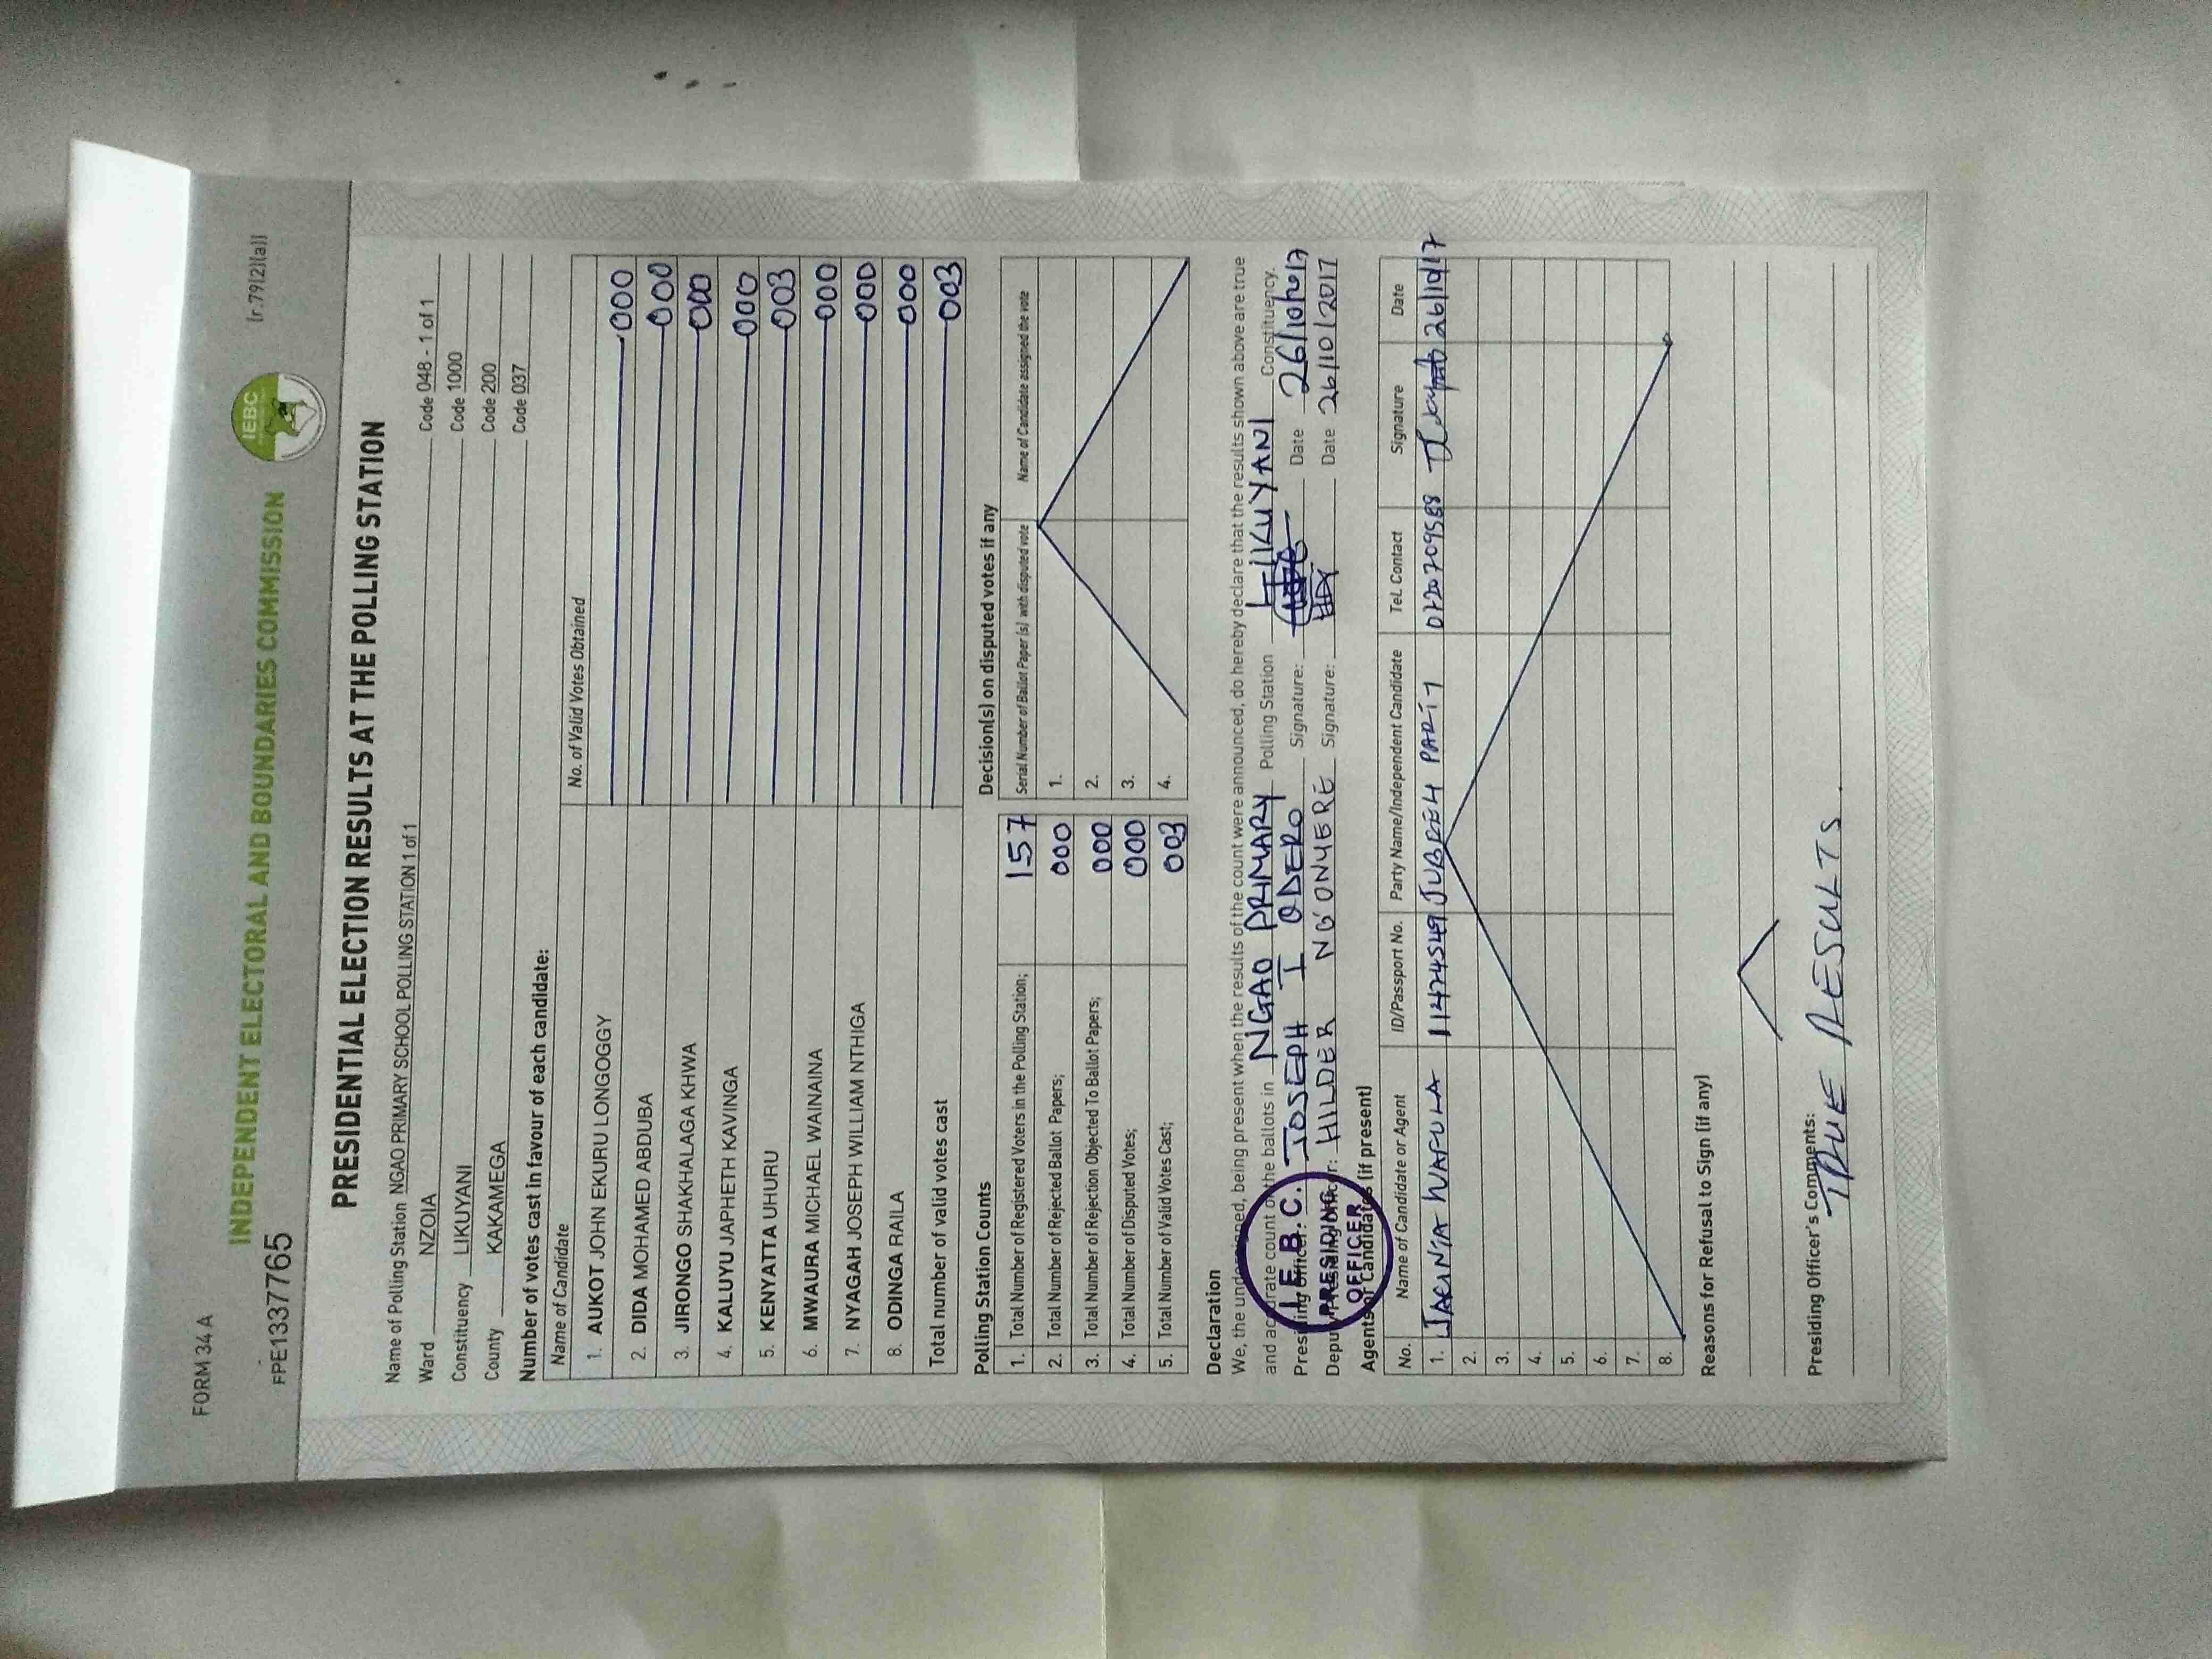 FORM 34 A
[r.79(2)(a)]
INDEPENDENT ELECTORAL AND BOUNDARIES COMMISSION
IEBC
FPE1337765
PRESIDENTIAL ELECTION RESULTS AT THE POLLING STATION
Name of Polling Station NGAO PRIMARY SCHOOL POLLING STATION 1 of 1 Code 048 - 1 of 1
Ward NZOIA Code 1000
Constituency LIKUYANI Code 200
County KAKAMEGA Code 037
Number of votes cast in favour of each candidate:
Name of Candidate No. of Valid Votes Obtained
1. AUKOT JOHN EKURU LONGOGGY 000
2. DIDA MOHAMED ABDUBA 000
3. JIRONGO SHAKHALAGA KHWA 000
4. KALUYU JAPHETH KAVINGA 000
5. KENYATTA UHURU 003
6. MWAURA MICHAEL WAINAINA 000
7. NYAGAH JOSEPH WILLIAM NTHIGA 000
8. ODINGA RAILA 000
Total number of valid votes cast 003
Polling Station Counts
1. Total Number of Registered Voters in the Polling Station; 157
2. Total Number of Rejected Ballot Papers; 000
3. Total Number of Rejection Objected To Ballot Papers; 000
4. Total Number of Disputed Votes; 000
5. Total Number of Valid Votes Cast; 003
Decision(s) on disputed votes if any
Serial Number of Ballot Paper (s) with disputed vote Name of Candidate assigned the vote
1.
2.
3.
4.
Declaration
We, the undersigned, being present when the results of the count were announced, do hereby declare that the results shown above are true
and accurate count of the ballots in NGAO PRIMARY Polling Station LIKUYANI Constituency.
Presiding Officer: JOSEPH I ODERO Signature: Date 26/10/2017
Deputy Presiding Officer: HILDER NG'ONYERE Signature: Date 26/10/2017
I.E.B.C.
PRESIDING
OFFICER
Agents or Candidates (if present)
No. Name of Candidate or Agent ID/Passport No. Party Name/Independent Candidate Tel. Contact Signature Date
1. JACINTA WAFULA 114724549 JUBILEE PARTY 0720709588 26/10/17
2.
3.
4.
5.
6.
7.
8.
Reasons for Refusal to Sign (if any)
Presiding Officer's Comments:
TRUE RESULTS.